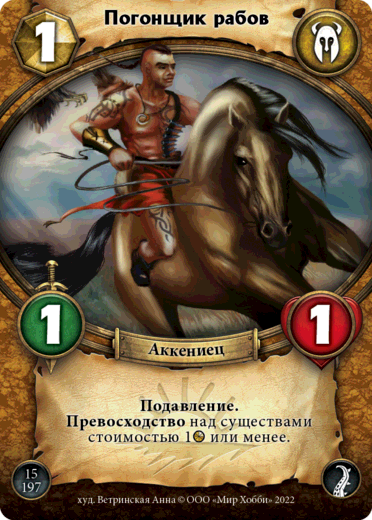 Погонщик рабов
1
1
1
Аккениец
Подавление.
Превосходство над существами
стоимостью 1 или менее.
15
197
худ. Ветринская Анна © ООО «Мир Хобби» 2022